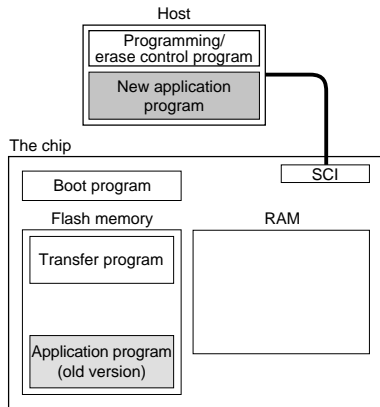 Host
Programming/
erase control program
New application
program
The chip
SCI
Boot program
Flash memory
RAM
Transfer program
Application program
(old version)